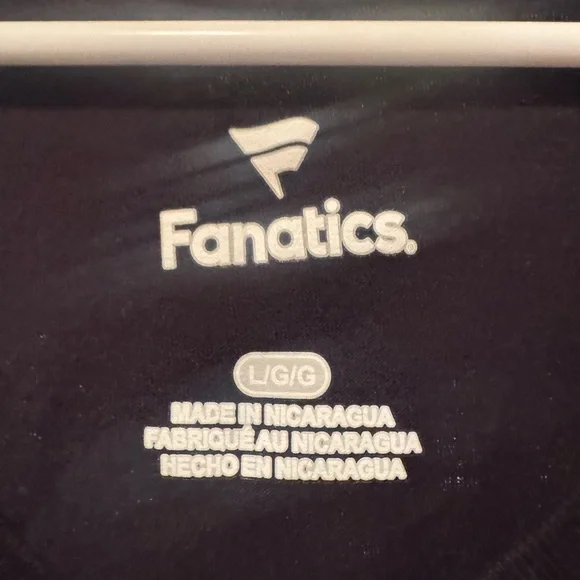 Fanatics.
L/G/G
MADE IN NICARAGUA
FABRIQUÉ AU NICARAGUA
HECHO EN NICARAGUA